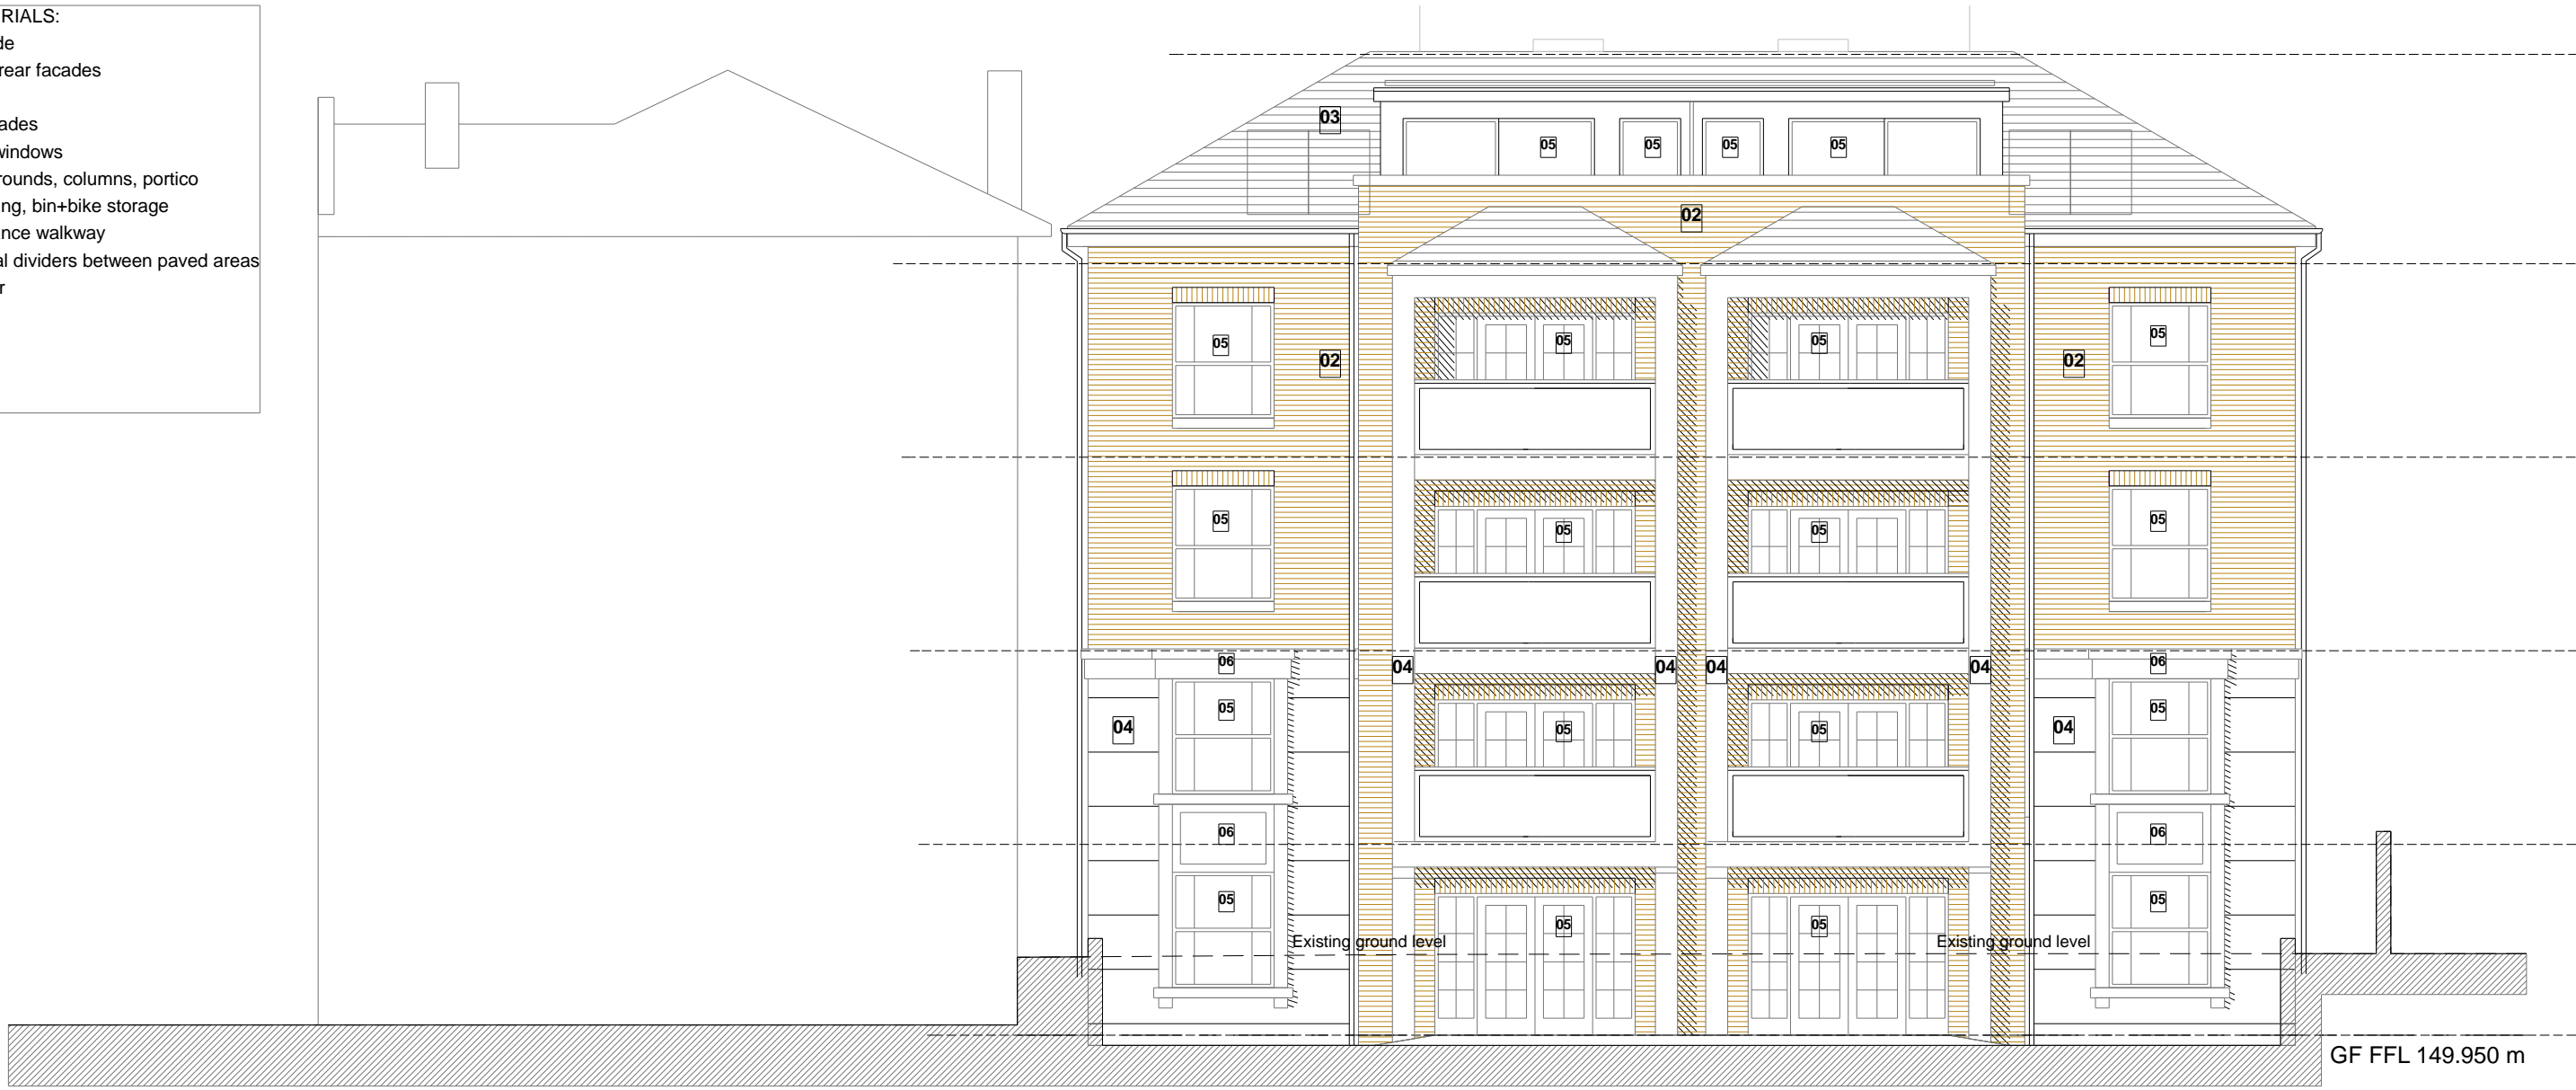 RIALS:
de
rear facades
ades
windows
rounds, columns, portico
ng, bin+bike storage
nce walkway
al dividers between paved areas
r
03
05 05 05 05
02
05 05 05 05
02 02
05 05 05 05
06 04 04 04 04 06
05 05
04 05 05 04
06 06
05 05
05 05
Existing ground level Existing ground level
GF FFL 149.950 m